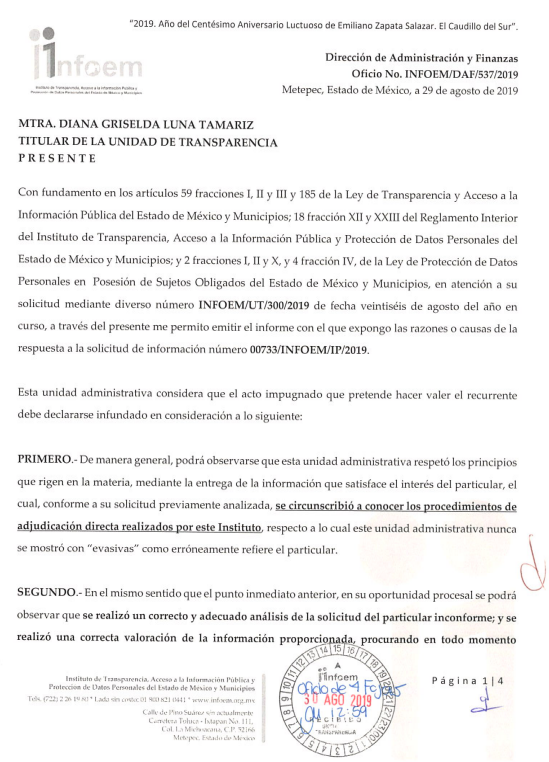 "2019. Año del Centésimo Aniversario Luctuoso de Emiliano Zapata Salazar. El Caudillo del Sur".
infoem
Instituto de Transparencia, Acceso a la Información Pública y
Protección de Datos Personales del Estado de México y Municipios
Dirección de Administración y Finanzas
Oficio No. INFOEM/DAF/537/2019
Metepec, Estado de México, a 29 de agosto de 2019
MTRA. DIANA GRISELDA LUNA TAMARIZ
TITULAR DE LA UNIDAD DE TRANSPARENCIA
P R E S E N T E
Con fundamento en los artículos 59 fracciones I, II y III y 185 de la Ley de Transparencia y Acceso a la
Información Pública del Estado de México y Municipios; 18 fracción XII y XXIII del Reglamento Interior
del Instituto de Transparencia, Acceso a la Información Pública y Protección de Datos Personales del
Estado de México y Municipios; y 2 fracciones I, II y X, y 4 fracción IV, de la Ley de Protección de Datos
Personales en Posesión de Sujetos Obligados del Estado de México y Municipios, en atención a su
solicitud mediante diverso número INFOEM/UT/300/2019 de fecha veintiséis de agosto del año en
curso, a través del presente me permito emitir el informe con el que expongo las razones o causas de la
respuesta a la solicitud de información número 00733/INFOEM/IP/2019.
Esta unidad administrativa considera que el acto impugnado que pretende hacer valer el recurrente
debe declararse infundado en consideración a lo siguiente:
PRIMERO.- De manera general, podrá observarse que esta unidad administrativa respetó los principios
que rigen en la materia, mediante la entrega de la información que satisface el interés del particular, el
cual, conforme a su solicitud previamente analizada, se circunscribió a conocer los procedimientos de
adjudicación directa realizados por este Instituto, respecto a lo cual este unidad administrativa nunca
se mostró con "evasivas" como erróneamente refiere el particular.
SEGUNDO.- En el mismo sentido que el punto inmediato anterior, en su oportunidad procesal se podrá
observar que se realizó un correcto y adecuado análisis de la solicitud del particular inconforme; y se
realizó una correcta valoración de la información proporcionada, procurando en todo momento
Instituto de Transparencia, Acceso a la Información Pública y
Protección de Datos Personales del Estado de México y Municipios
Tels. (722) 2 26 19 80 * Lada sin costo: 01 800 821 0441 * www.infoem.org.mx
Calle de Pino Suárez s/n actualmente
Carretera Toluca - Ixtapan No. 111,
Col. La Michoacana, C.P. 52166
Metepec, Estado de México
infoem
Oficio de 4 Fojas
30 AGO 2019
12:59
TRANSPARENCIA
Página 1|4